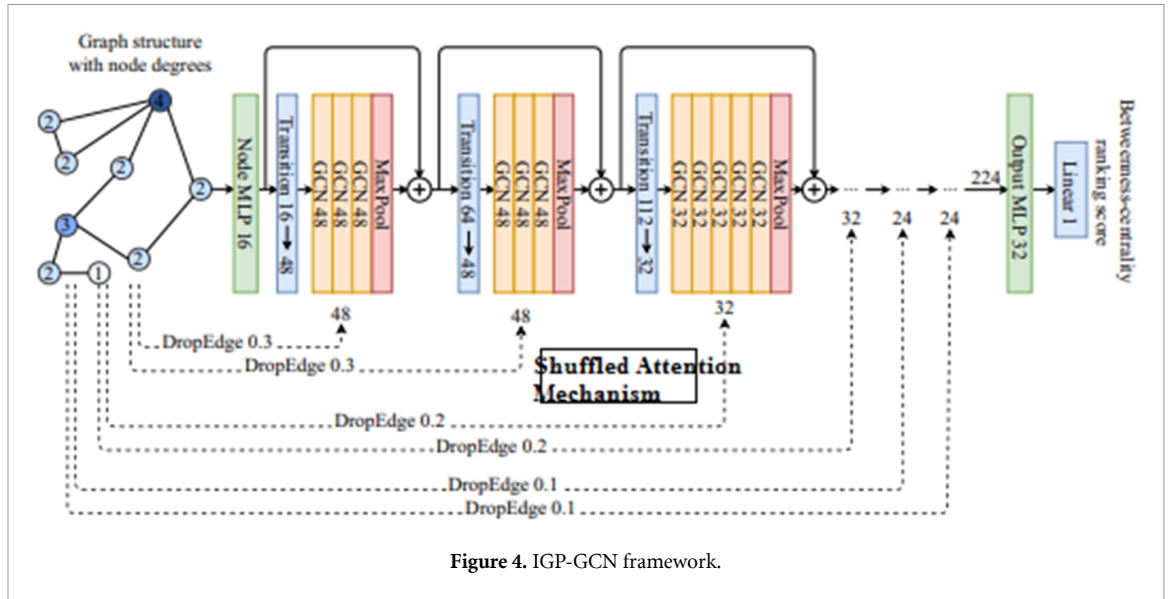 Graph structure
with node degrees
4
2
2
2
2
3
2
2
1
Node MLP 16
Transition 16 → 48
GCN 48
GCN 48
GCN 48
MaxPool
+
Transition 64 → 48
GCN 48
GCN 48
GCN 48
MaxPool
+
Transition 112 → 32
GCN 32
GCN 32
GCN 32
GCN 32
GCN 32
MaxPool
+
...
...
...
224
Output MLP 32
Linear 1
Betweenness-centrality
ranking score
48
48
32
32
24
24
DropEdge 0.3
DropEdge 0.3
Shuffled Attention
Mechanism
DropEdge 0.2
DropEdge 0.2
DropEdge 0.1
DropEdge 0.1
Figure 4. IGP-GCN framework.